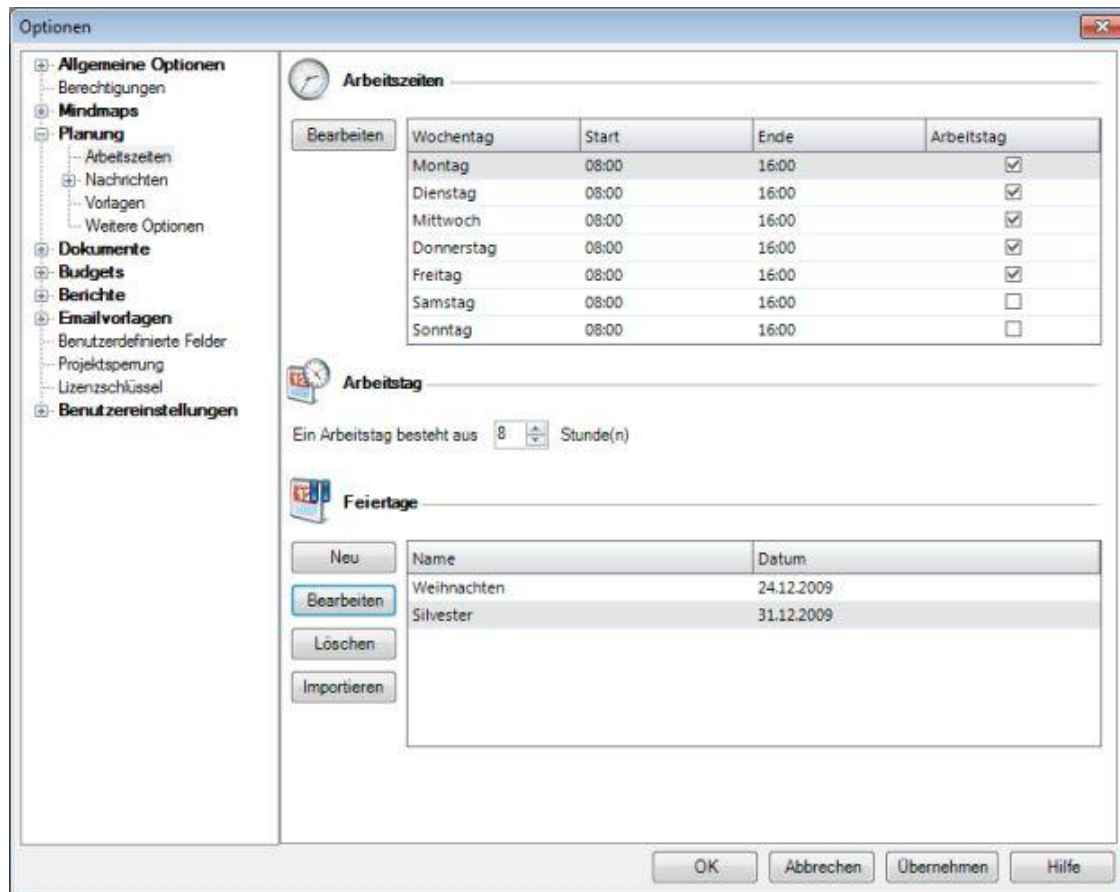 Optionen
Allgemeine Optionen
Berechtigungen
Mindmaps
Planung
Arbeitszeiten
Nachrichten
Vorlagen
Weitere Optionen
Dokumente
Budgets
Berichte
Emailvorlagen
Benutzerdefinierte Felder
Projektsperrung
Lizenzschlüssel
Benutzereinstellungen
Arbeitszeiten
Bearbeiten
Wochentag Start Ende Arbeitstag
Montag 08:00 16:00
Dienstag 08:00 16:00
Mittwoch 08:00 16:00
Donnerstag 08:00 16:00
Freitag 08:00 16:00
Samstag 08:00 16:00
Sonntag 08:00 16:00
Arbeitstag
Ein Arbeitstag besteht aus 8 Stunde(n)
Feiertage
Neu
Bearbeiten
Löschen
Importieren
Name Datum
Weihnachten 24.12.2009
Silvester 31.12.2009
OK Abbrechen Übernehmen Hilfe